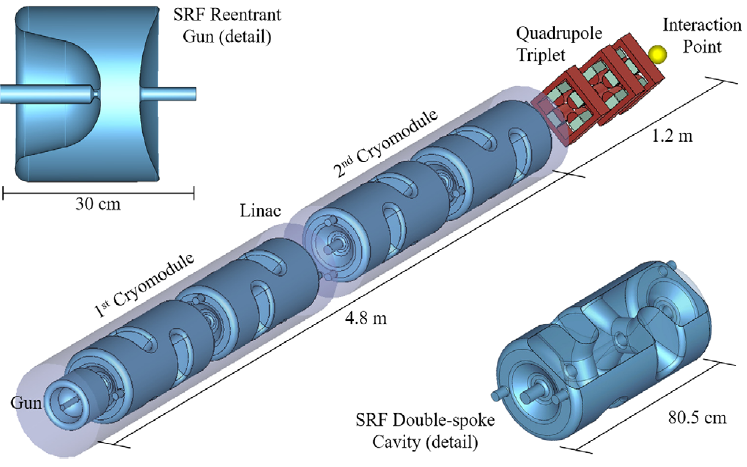 SRF Reentrant
Gun (detail)
30 cm
Quadrupole
Triplet
Interaction
Point
1.2 m
2nd Cryomodule
Linac
1st Cryomodule
4.8 m
Gun
SRF Double-spoke
Cavity (detail)
80.5 cm